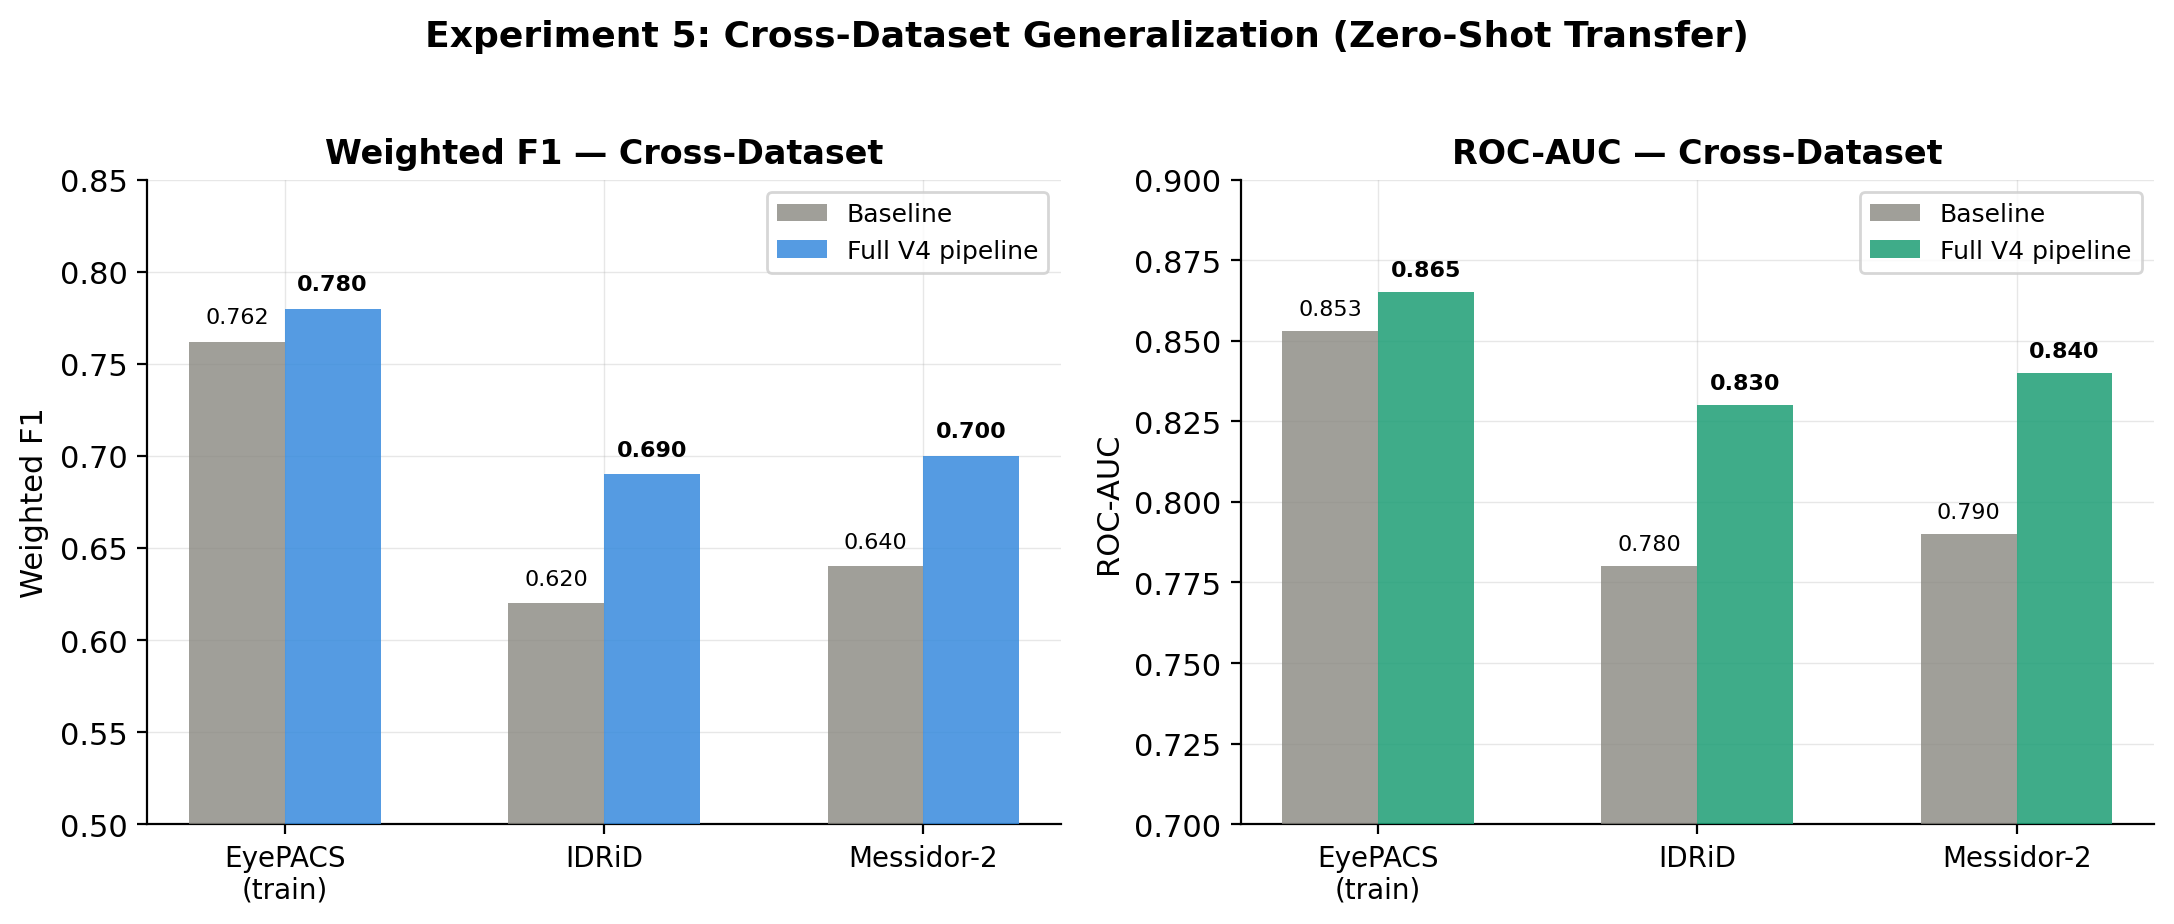 Experiment 5: Cross-Dataset Generalization (Zero-Shot Transfer)
Weighted F1 — Cross-Dataset
Weighted F1
0.85
0.80
0.75
0.70
0.65
0.60
0.55
0.50
Baseline
Full V4 pipeline
0.762
0.780
0.620
0.690
0.640
0.700
EyePACS
(train)
IDRiD
Messidor-2
ROC-AUC — Cross-Dataset
ROC-AUC
0.900
0.875
0.850
0.825
0.800
0.775
0.750
0.725
0.700
Baseline
Full V4 pipeline
0.853
0.865
0.780
0.830
0.790
0.840
EyePACS
(train)
IDRiD
Messidor-2